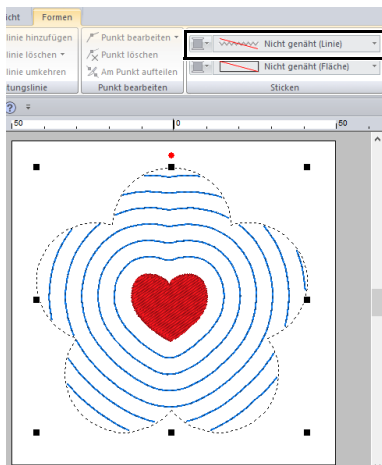 icht Formen
linie hinzufügen
linie löschen
linie umkehren
tungslinie
Punkt bearbeiten
Punkt löschen
Am Punkt aufteilen
Punkt bearbeiten
Nicht genäht (Linie)
Nicht genäht (Fläche)
Sticken
50 0 50